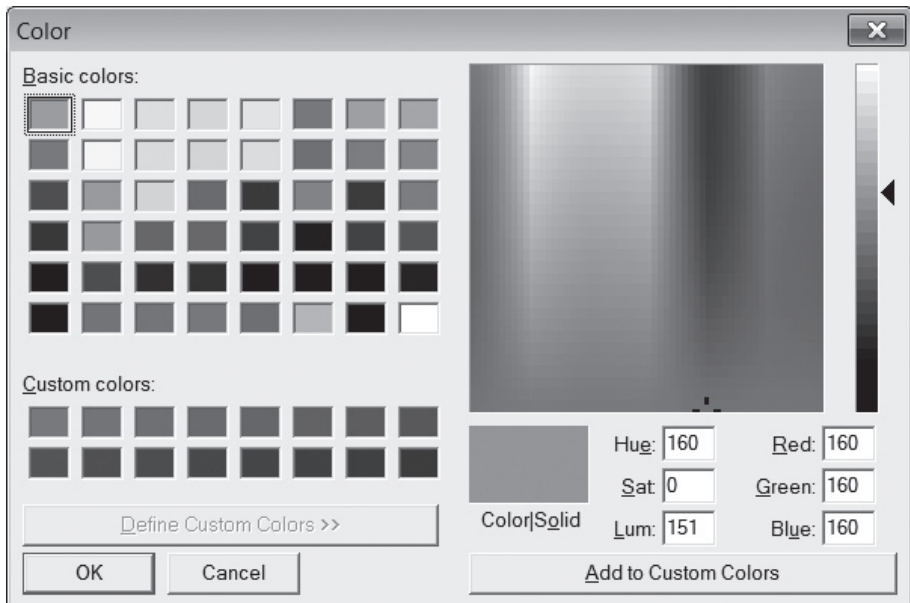 Color
Basic colors:
Custom colors:
Define Custom Colors >>
OK Cancel
Color|Solid
Hue: 160
Sat: 0
Lum: 151
Red: 160
Green: 160
Blue: 160
Add to Custom Colors